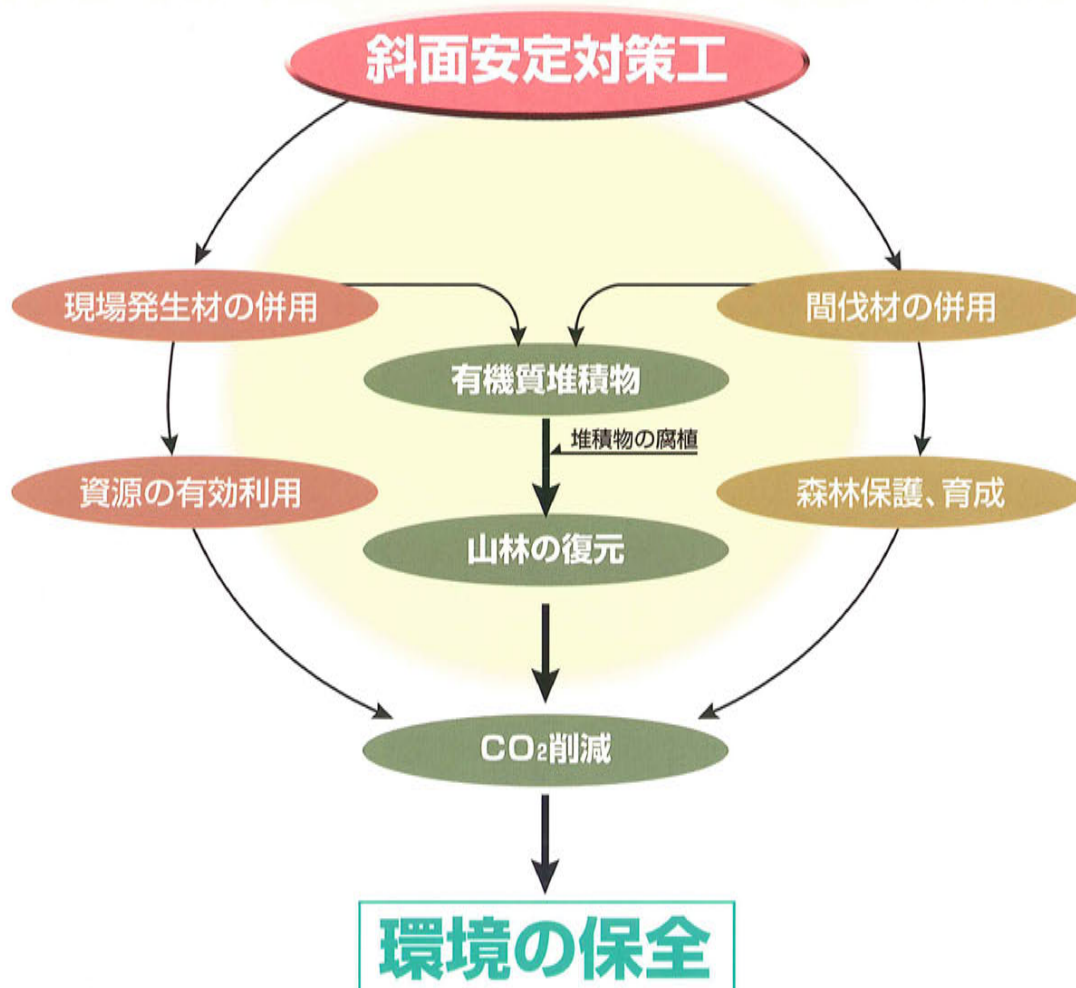 斜面安定対策工
現場発生材の併用
間伐材の併用
有機質堆積物
堆積物の腐植
資源の有効利用
森林保護、育成
山林の復元
CO₂削減
環境の保全